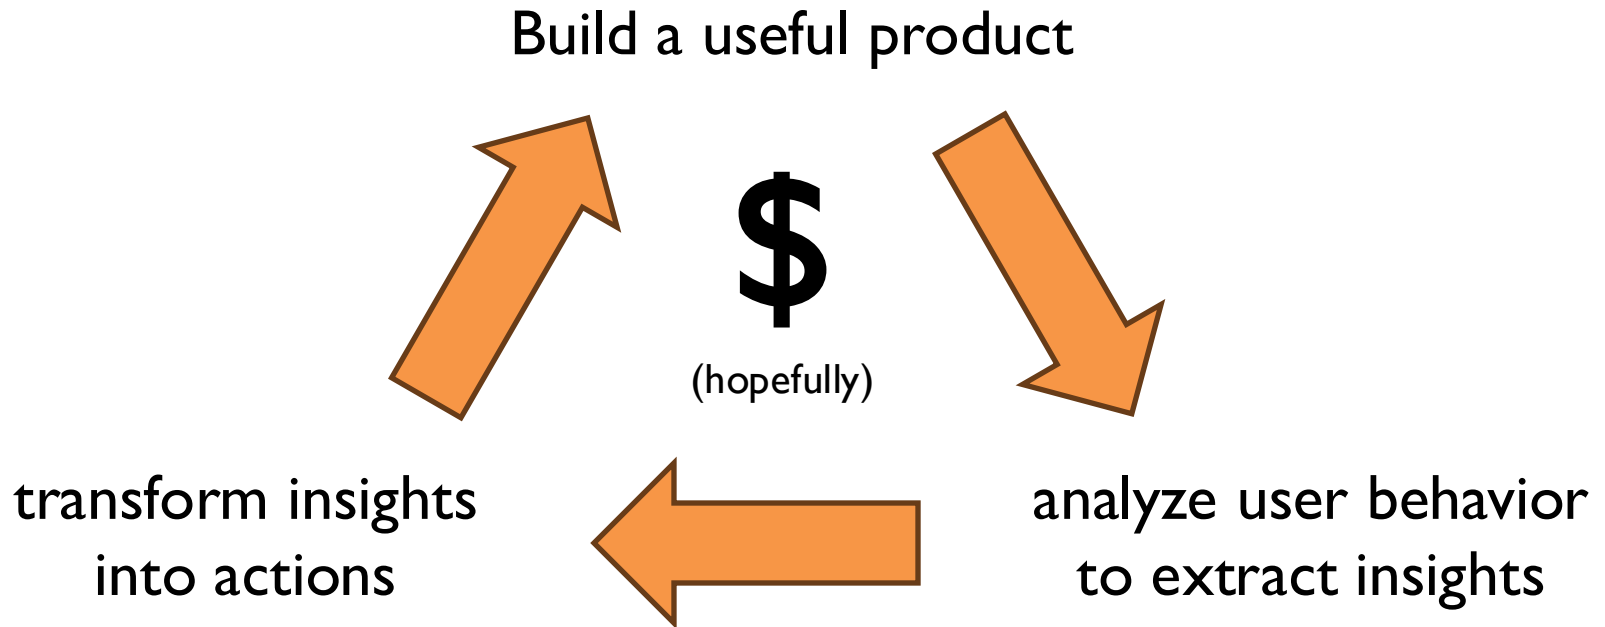 Build a useful product
$
(hopefully)
transform insights
into actions
analyze user behavior
to extract insights